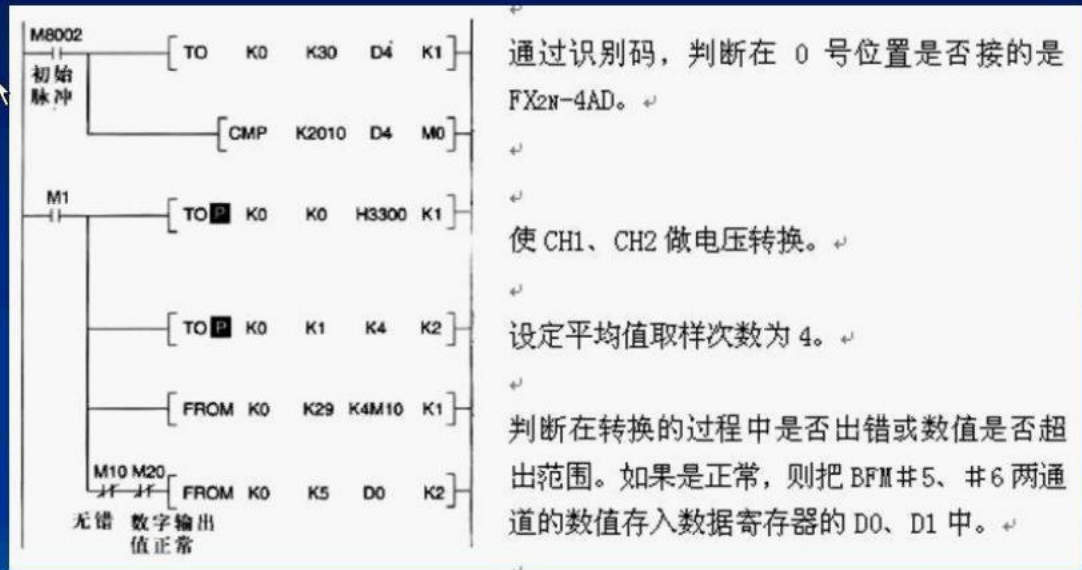 M8002
初始
脉冲
TO K0 K30 D4 K1
CMP K2010 D4 M0
M1
TO P K0 K0 H3300 K1
TO P K0 K1 K4 K2
FROM K0 K29 K4M10 K1
M10 M20
FROM K0 K5 D0 K2
无错 数字输出
值正常
通过识别码，判断在 0 号位置是否接的是
FX2N-4AD。
使 CH1、CH2 做电压转换。
设定平均值取样次数为 4。
判断在转换的过程中是否出错或数值是否超
出范围。如果是正常，则把 BFM＃5、＃6 两通
道的数值存入数据寄存器的 D0、D1 中。